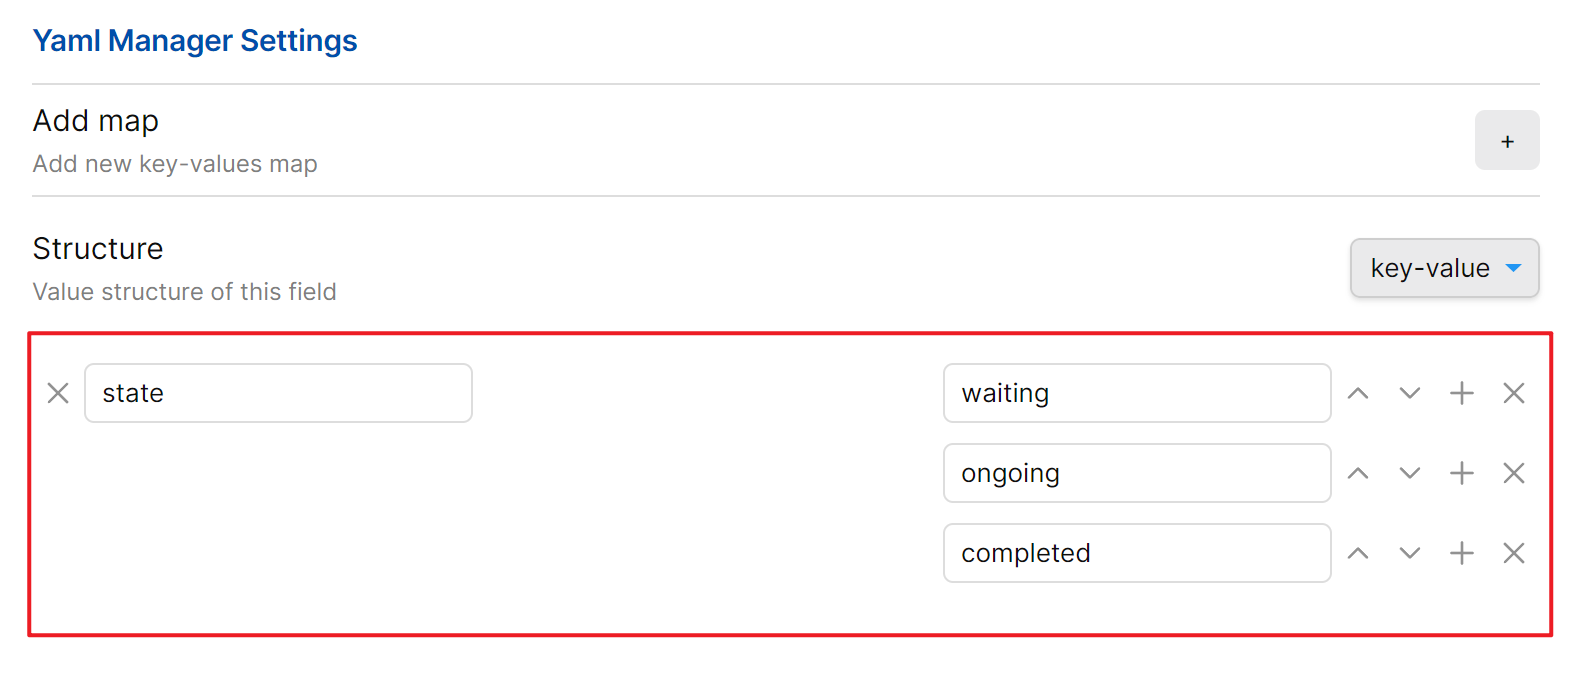 Yaml Manager Settings
Add map
Add new key-values map
+
Structure
Value structure of this field
key-value
state
waiting
ongoing
completed